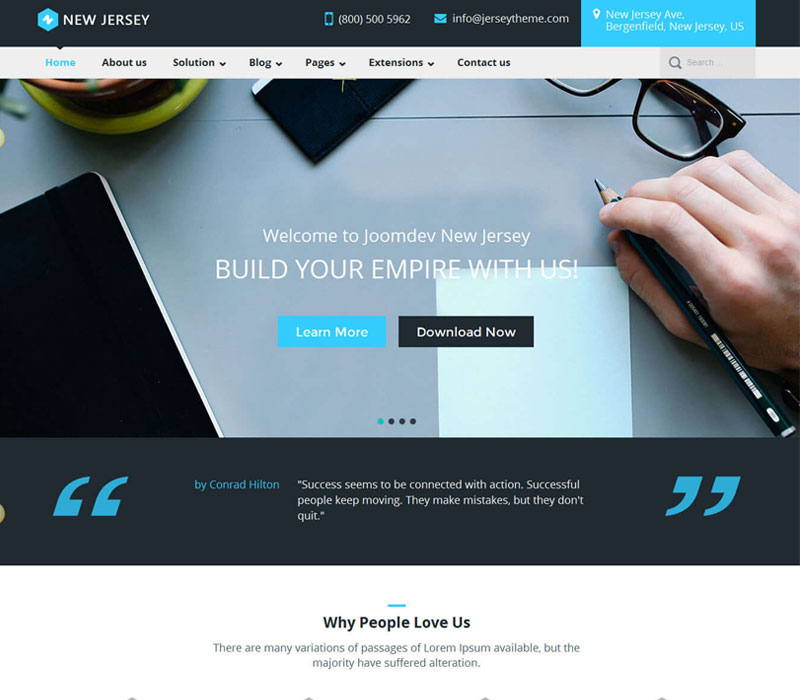 NEW JERSEY
(800) 500 5962
info@jerseytheme.com
New Jersey Ave,
Bergenfield, New Jersey, US
Home About us Solution Blog Pages Extensions Contact us Search ...
Welcome to Joomdev New Jersey
BUILD YOUR EMPIRE WITH US!
Learn More Download Now
by Conrad Hilton
"Success seems to be connected with action. Successful
people keep moving. They make mistakes, but they don't
quit."
Why People Love Us
There are many variations of passages of Lorem Ipsum available, but the
majority have suffered alteration.